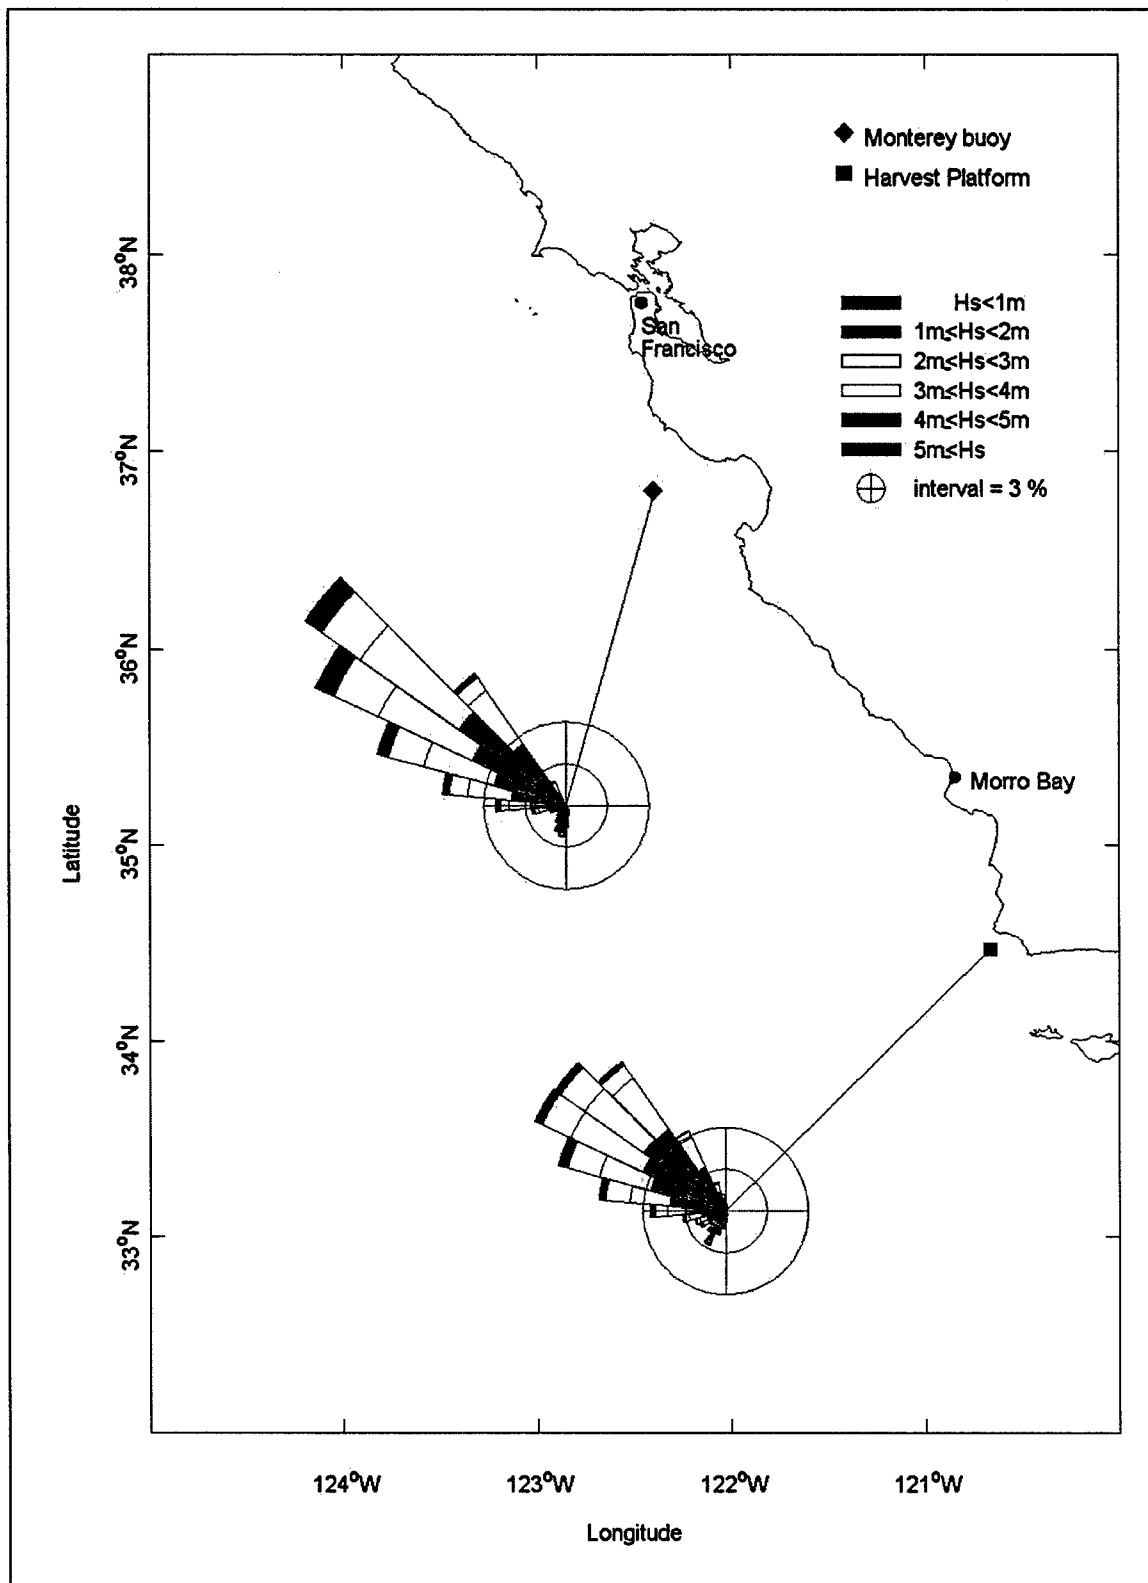 Monterey buoy
Harvest Platform
38°N
San
Francisco
Hs<1m
1m≤Hs<2m
2m≤Hs<3m
3m≤Hs<4m
4m≤Hs<5m
5m≤Hs
37°N
interval = 3 %
36°N
Morro Bay
Latitude
35°N
34°N
33°N
124°W
123°W
122°W
121°W
Longitude